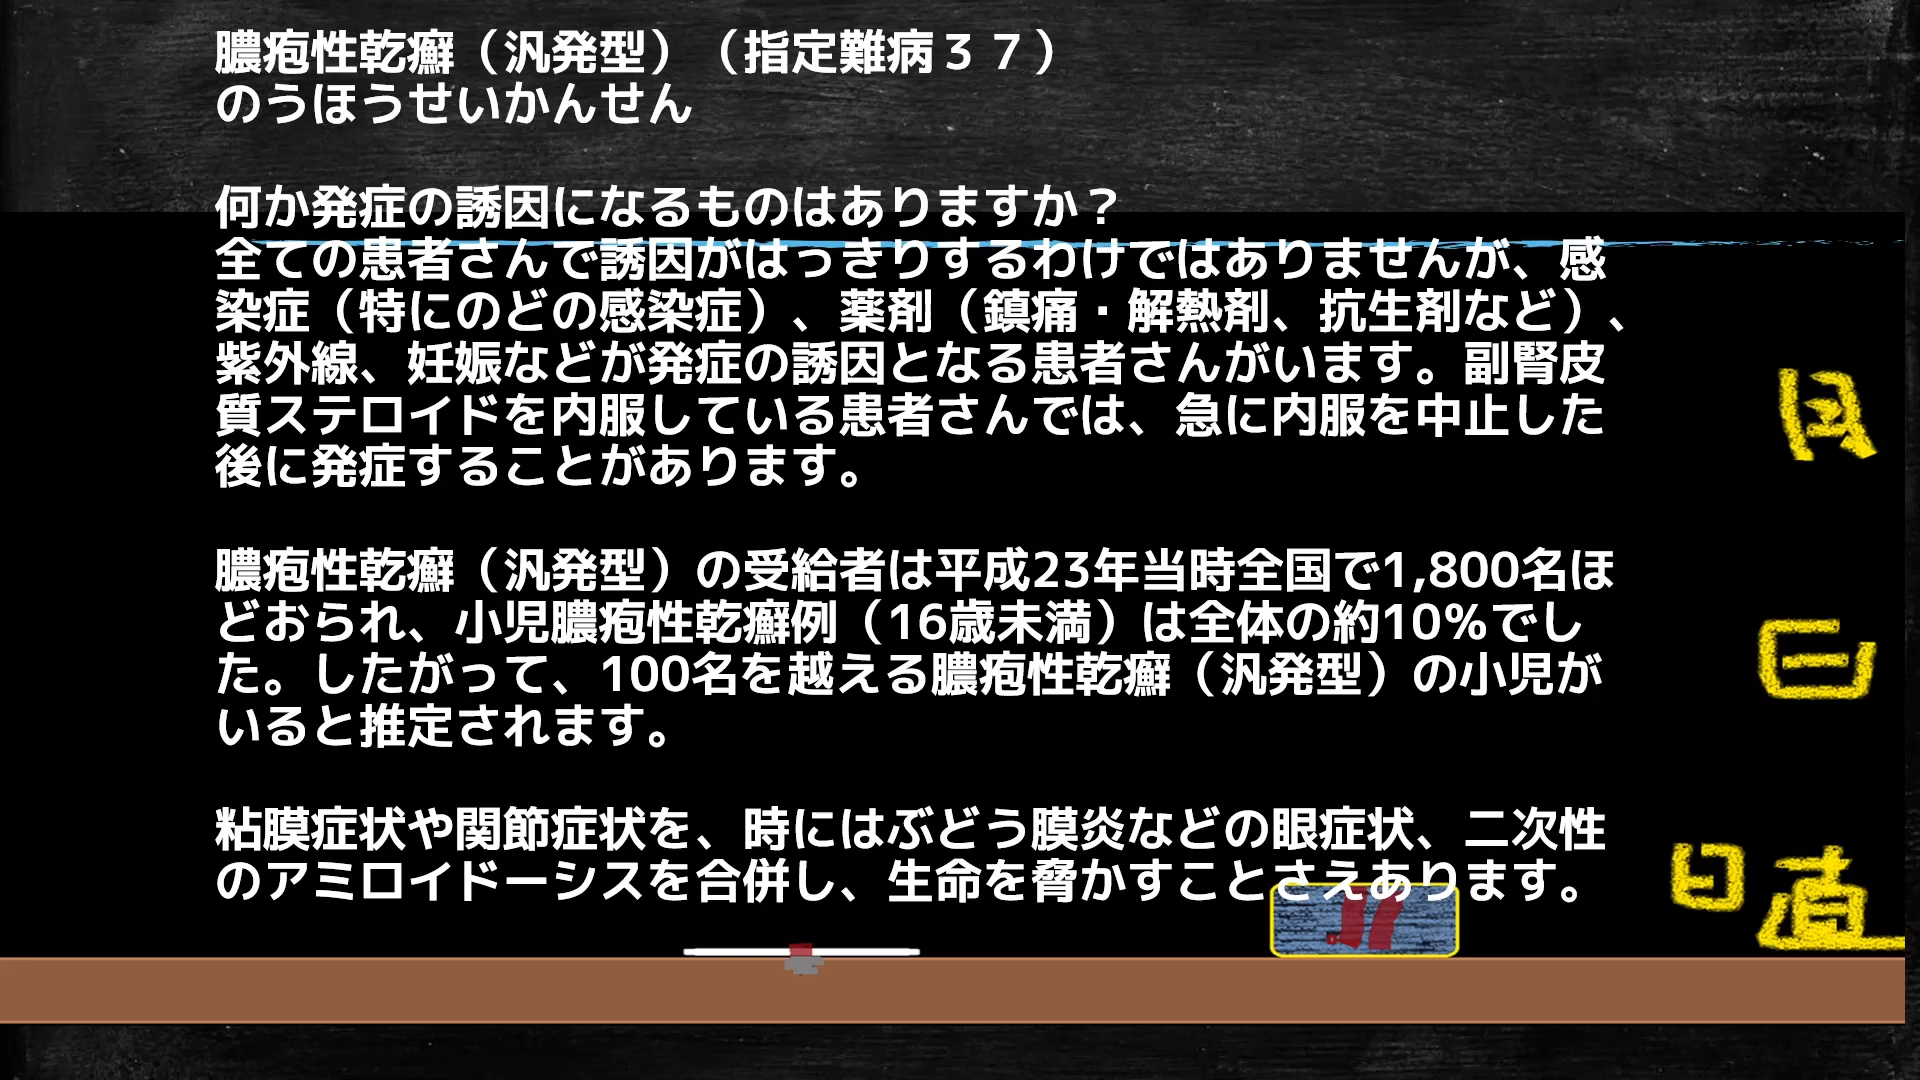 膿疱性乾癬（汎発型）（指定難病３７）
のうほうせいかんせん
何か発症の誘因になるものはありますか？
全ての患者さんで誘因がはっきりするわけではありませんが、感
染症（特にのどの感染症）、薬剤（鎮痛・解熱剤、抗生剤など）、
紫外線、妊娠などが発症の誘因となる患者さんがいます。副腎皮
質ステロイドを内服している患者さんでは、急に内服を中止した
後に発症することがあります。
膿疱性乾癬（汎発型）の受給者は平成23年当時全国で1,800名ほ
どおられ、小児膿疱性乾癬例（16歳未満）は全体の約10％でし
た。したがって、100名を越える膿疱性乾癬（汎発型）の小児が
いると推定されます。
粘膜症状や関節症状を、時にはぶどう膜炎などの眼症状、二次性
のアミロイドーシスを合併し、生命を脅かすことさえあります。
日直